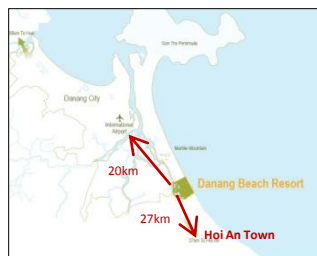 Son Tra Peninsula
Danang City
International
Airport
Marble Mountain
20km
Danang Beach Resort
27km
Hoi An Town